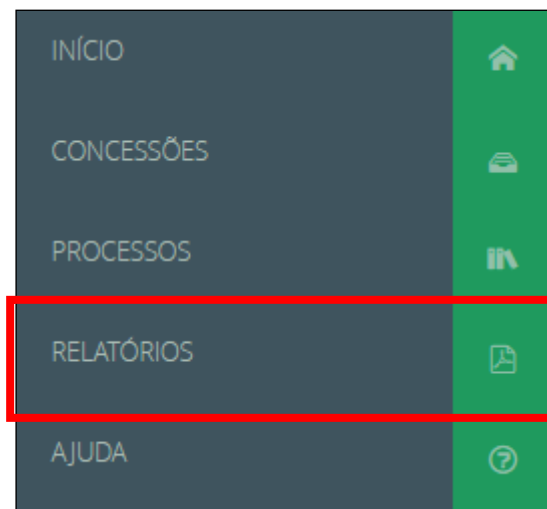 INÍCIO
CONCESSÕES
PROCESSOS
RELATÓRIOS
AJUDA